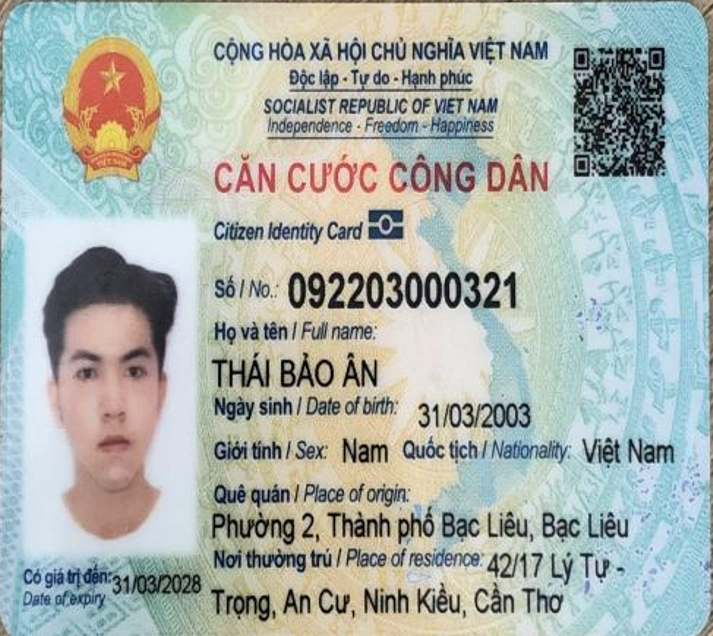 CỘNG HÒA XÃ HỘI CHỦ NGHĨA VIỆT NAM
Độc lập - Tự do - Hạnh phúc
SOCIALIST REPUBLIC OF VIET NAM
Independence - Freedom - Happiness
CĂN CƯỚC CÔNG DÂN
Citizen Identity Card
Số / No.: 092203000321
Họ và tên / Full name:
THÁI BẢO ÂN
Ngày sinh / Date of birth: 31/03/2003
Giới tính / Sex: Nam Quốc tịch / Nationality: Việt Nam
Quê quán / Place of origin:
Phường 2, Thành phố Bạc Liêu, Bạc Liêu
Nơi thường trú / Place of residence: 42/17 Lý Tự -
Trọng, An Cư, Ninh Kiều, Cần Thơ
Có giá trị đến: 31/03/2028
Date of expiry
VIỆT NAM